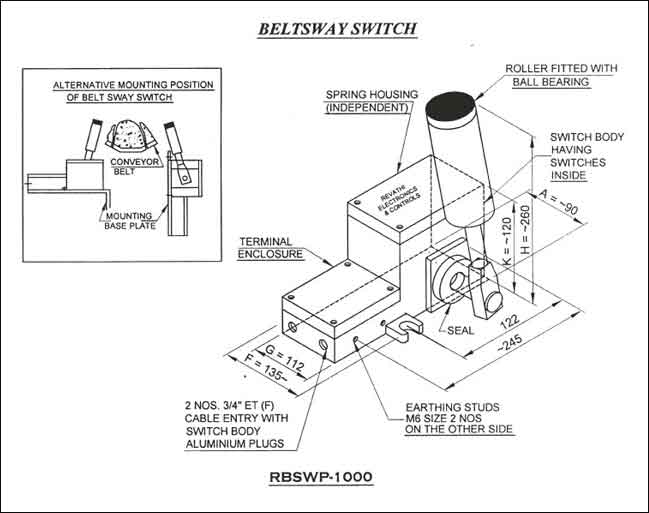 BELTSWAY SWITCH
ALTERNATIVE MOUNTING POSITION
OF BELT SWAY SWITCH
CONVEYOR
BELT
MOUNTING
BASE PLATE
SPRING HOUSING
(INDEPENDENT)
ROLLER FITTED WITH
BALL BEARING
SWITCH BODY
HAVING
SWITCHES
INSIDE
REVATHI
ELECTRONICS
& CONTROLS
A = ~90
K = ~120
H = ~260
TERMINAL
ENCLOSURE
SEAL
122
~245
G = 112
F = 135~
2 NOS. 3/4" ET (F)
CABLE ENTRY WITH
SWITCH BODY
ALUMINIUM PLUGS
EARTHING STUDS
M6 SIZE 2 NOS
ON THE OTHER SIDE
RBSWP-1000